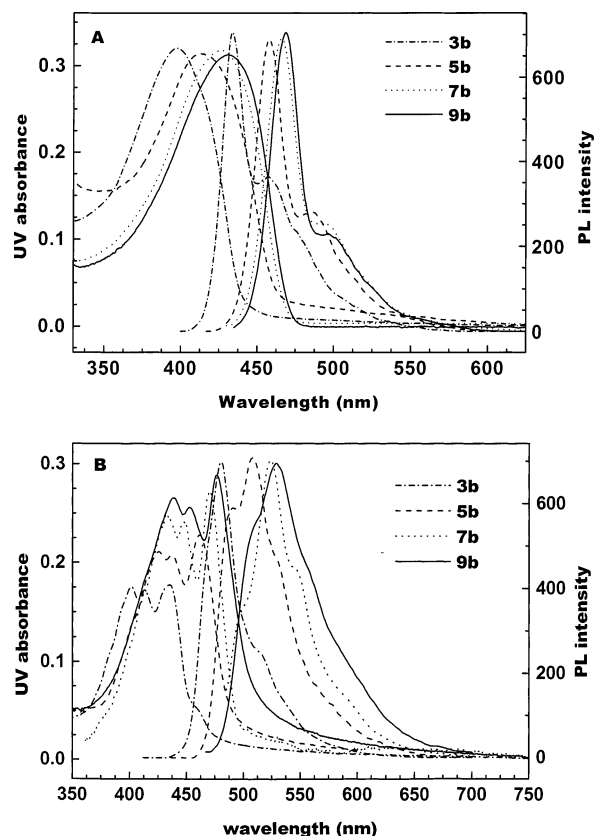 A
3b
5b
7b
9b
UV absorbance
0.3
0.2
0.1
0.0
PL intensity
600
400
200
0
350 400 450 500 550 600
Wavelength (nm)
B
3b
5b
7b
9b
UV absorbance
0.3
0.2
0.1
0.0
PL intensity
600
400
200
0
350 400 450 500 550 600 650 700 750
wavelength (nm)